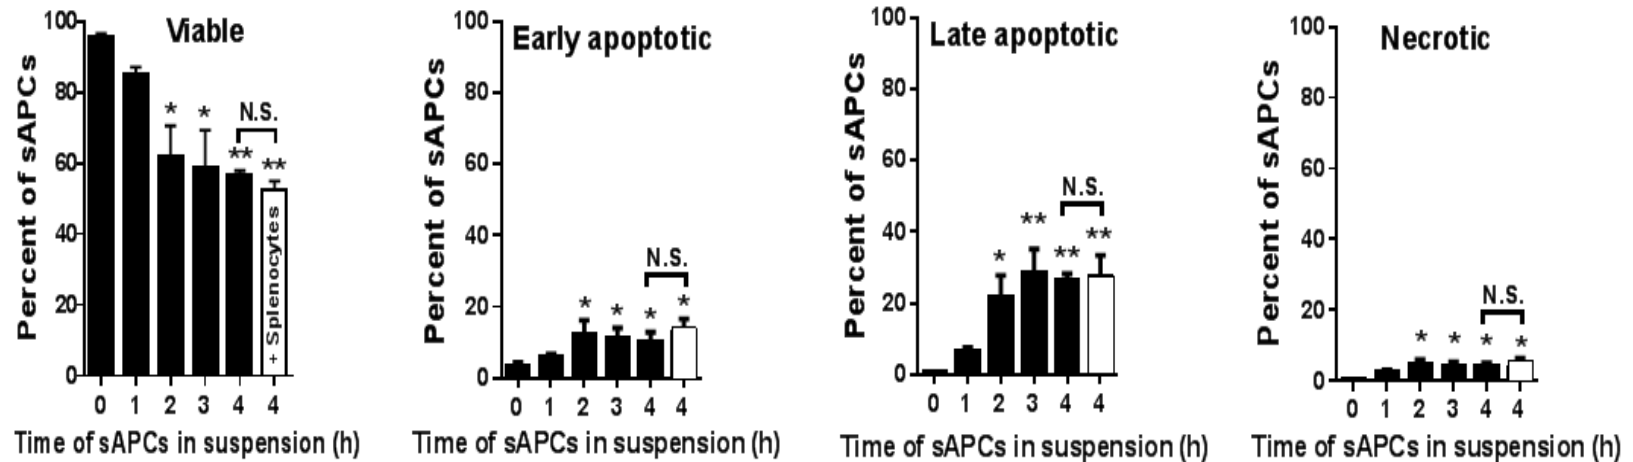 Viable
Percent of sAPCs
100
80
60
40
20
0
*
*
N.S.
**
**
+ Splenocytes
0 1 2 3 4 4
Time of sAPCs in suspension (h)
Early apoptotic
Percent of sAPCs
100
80
60
40
20
0
N.S.
* * * *
0 1 2 3 4 4
Time of sAPCs in suspension (h)
Late apoptotic
Percent of sAPCs
100
80
60
40
20
0
N.S.
* ** ** **
0 1 2 3 4 4
Time of sAPCs in suspension (h)
Necrotic
Percent of sAPCs
100
80
60
40
20
0
N.S.
* * * *
0 1 2 3 4 4
Time of sAPCs in suspension (h)